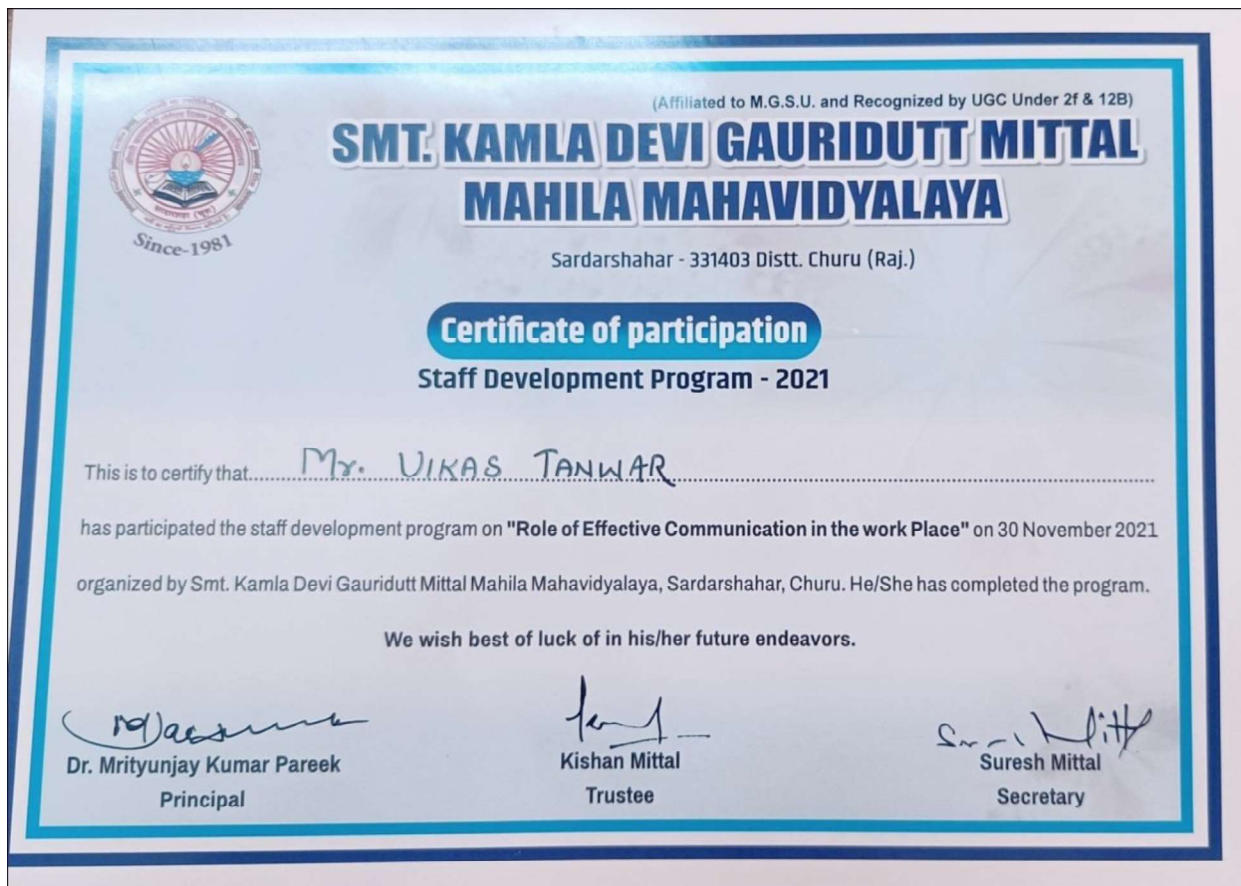 (Affiliated to M.G.S.U. and Recognized by UGC Under 2f & 12B)
SMT. KAMLA DEVI GAURIDUTT MITTAL
MAHILA MAHAVIDYALAYA
Since-1981
Sardarshahar - 331403 Distt. Churu (Raj.)
Certificate of participation
Staff Development Program - 2021
This is to certify that........Mr. VIKAS TANWAR........
has participated the staff development program on "Role of Effective Communication in the work Place" on 30 November 2021
organized by Smt. Kamla Devi Gauridutt Mittal Mahila Mahavidyalaya, Sardarshahar, Churu. He/She has completed the program.
We wish best of luck of in his/her future endeavors.
Dr. Mrityunjay Kumar Pareek
Principal
Kishan Mittal
Trustee
Suresh Mittal
Secretary